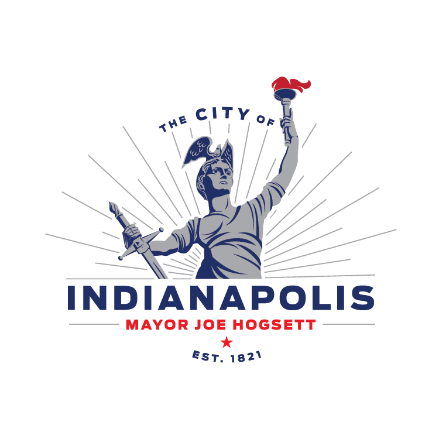 THE CITY OF
INDIANAPOLIS
MAYOR JOE HOGSETT
EST. 1821